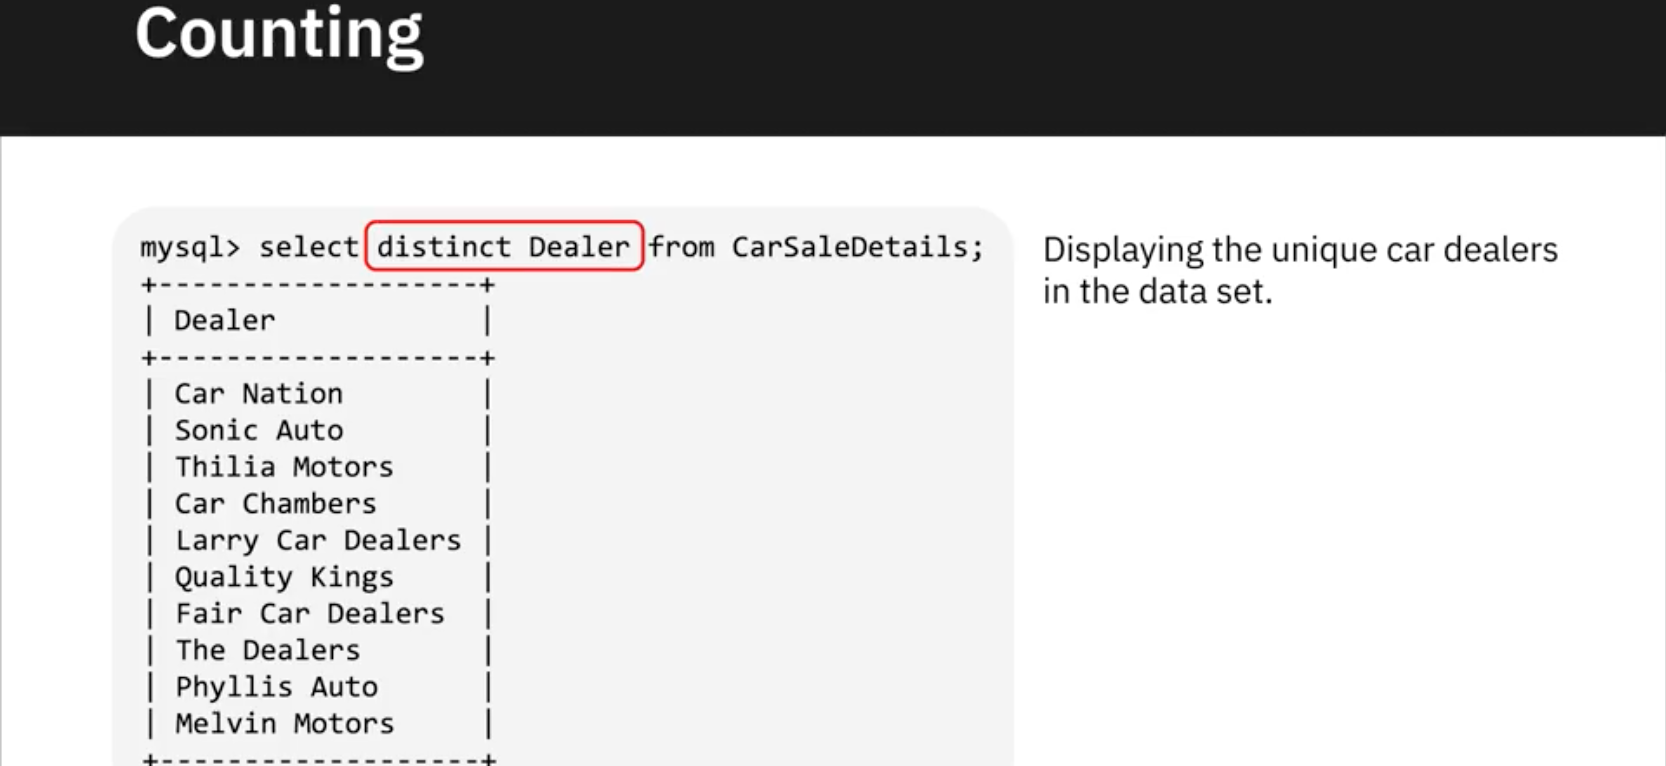 Counting
mysql> select distinct Dealer from CarSaleDetails;
+-------------------+
| Dealer            |
+-------------------+
| Car Nation        |
| Sonic Auto        |
| Thilia Motors     |
| Car Chambers      |
| Larry Car Dealers |
| Quality Kings     |
| Fair Car Dealers  |
| The Dealers       |
| Phyllis Auto      |
| Melvin Motors     |
+-------------------+
Displaying the unique car dealers
in the data set.